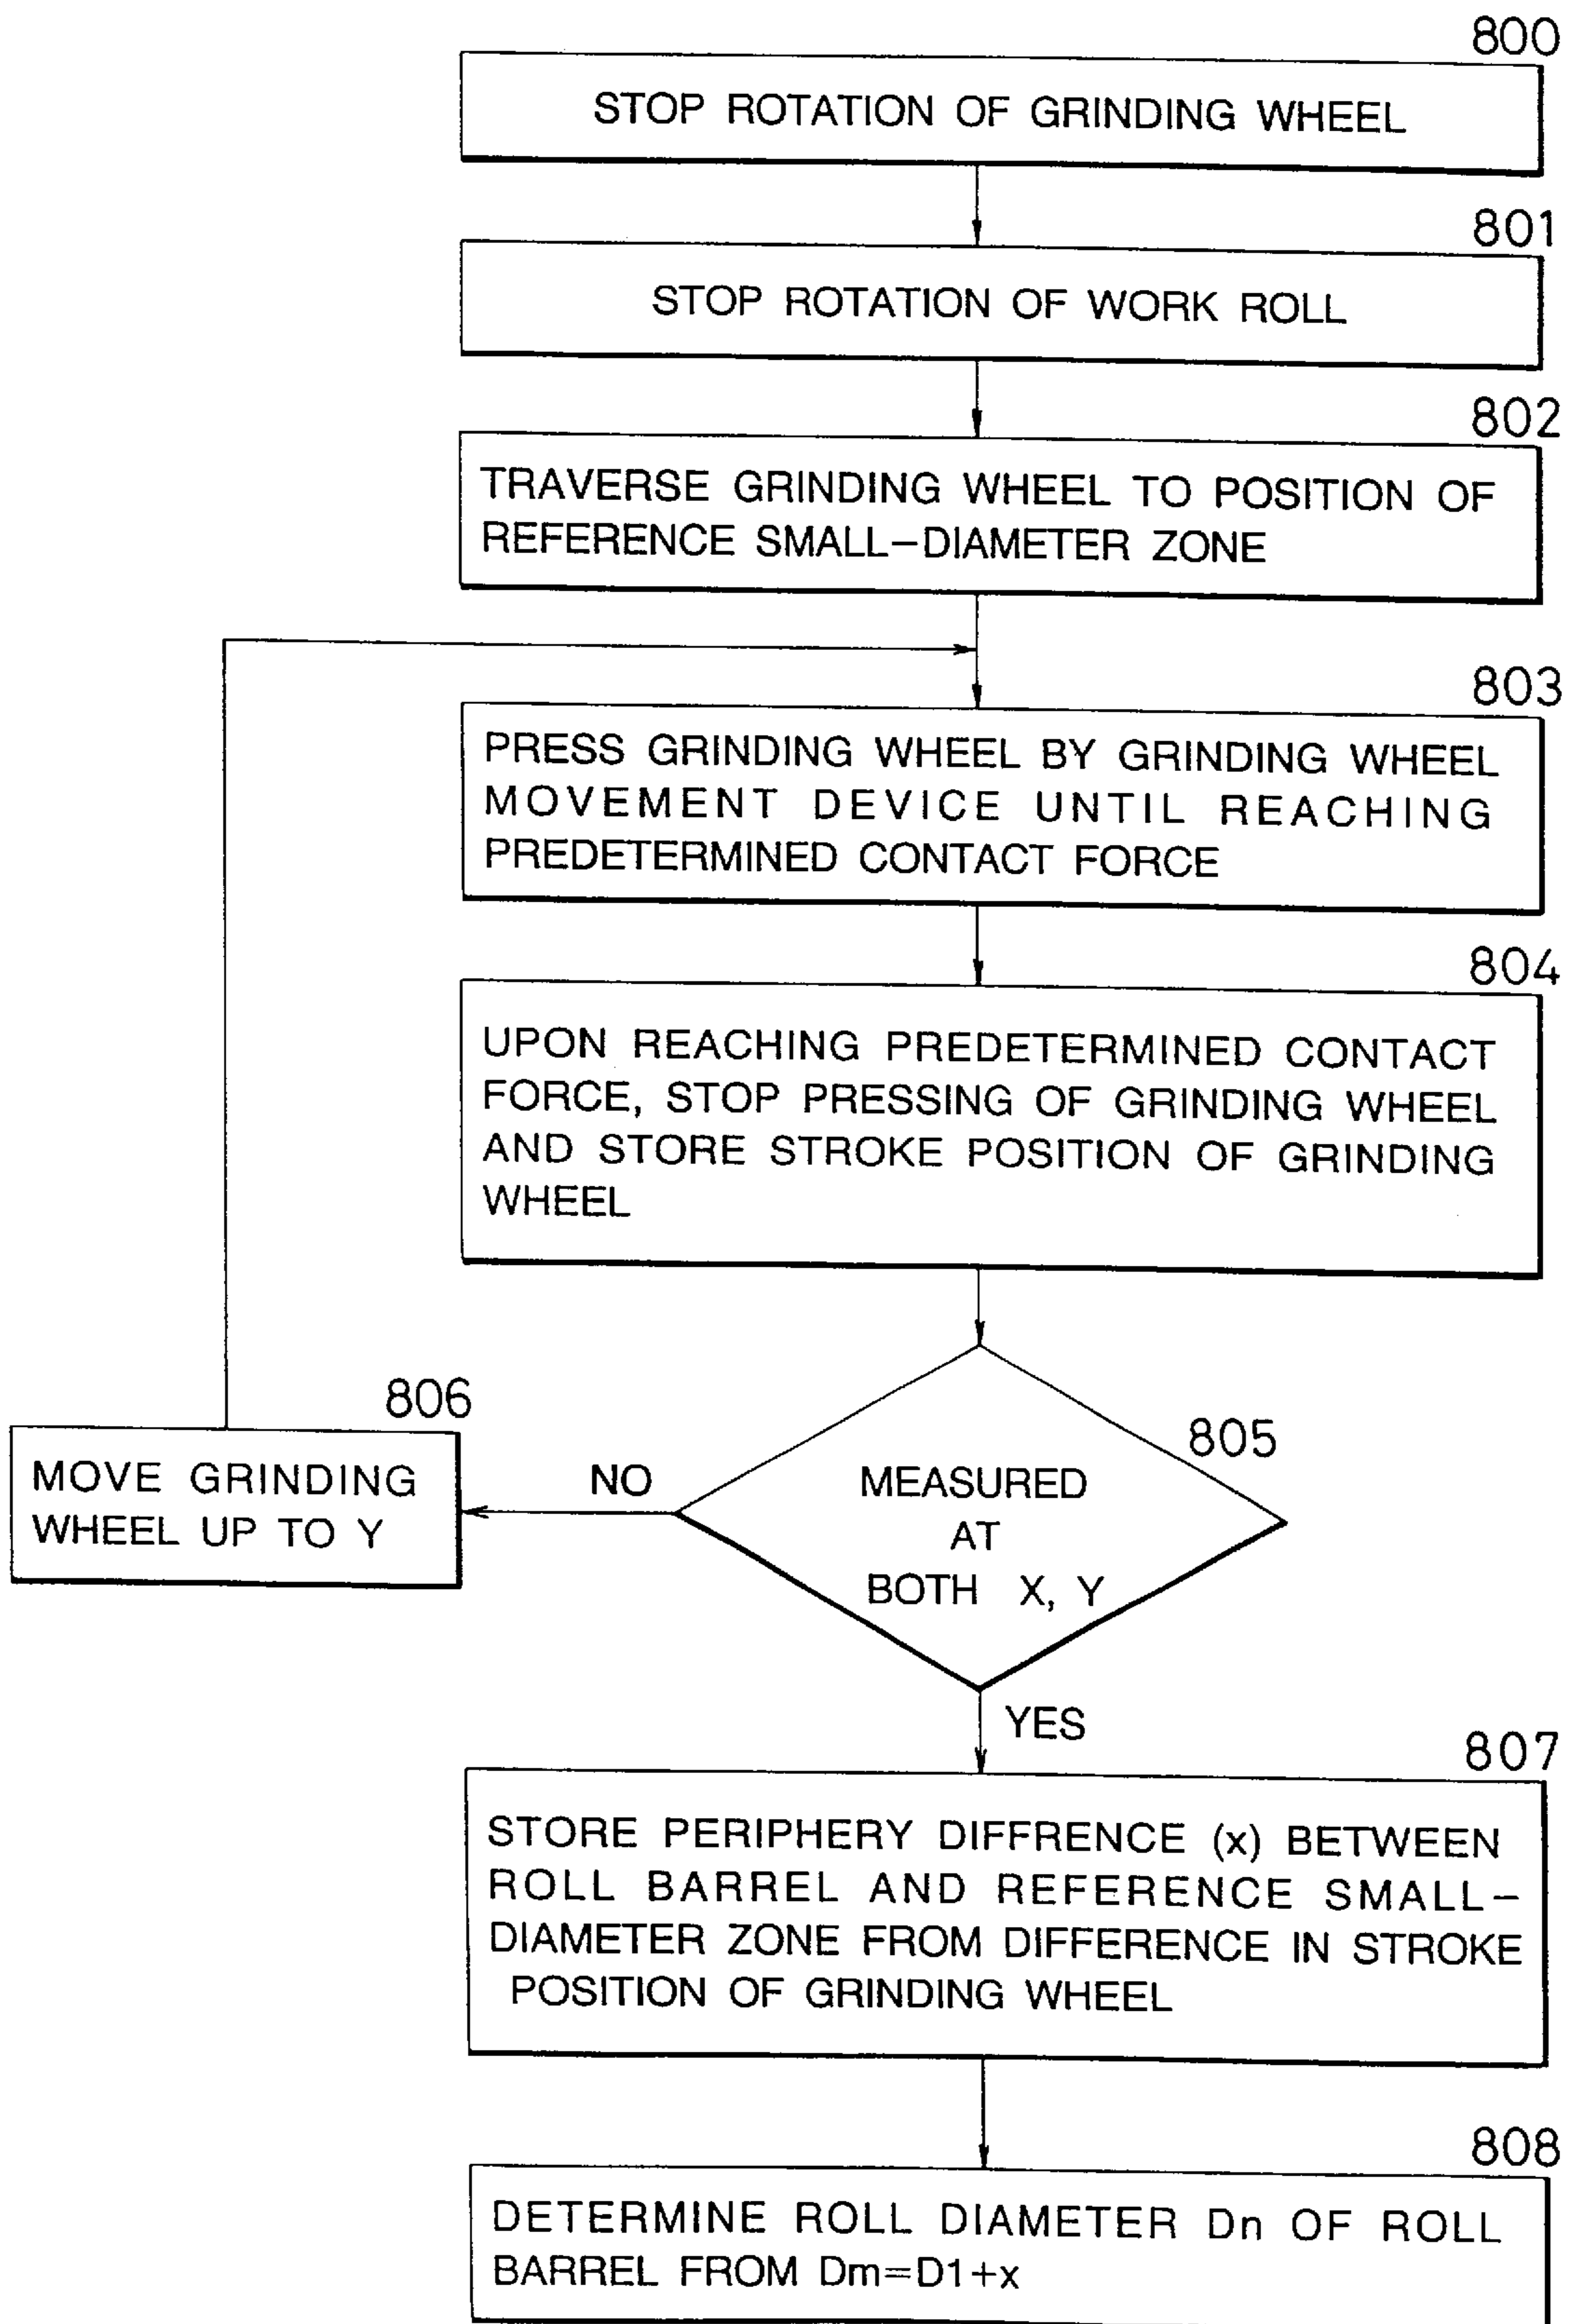 800
STOP ROTATION OF GRINDING WHEEL
801
STOP ROTATION OF WORK ROLL
802
TRAVERSE GRINDING WHEEL TO POSITION OF
REFERENCE SMALL-DIAMETER ZONE
803
PRESS GRINDING WHEEL BY GRINDING WHEEL
MOVEMENT DEVICE UNTIL REACHING
PREDETERMINED CONTACT FORCE
804
UPON REACHING PREDETERMINED CONTACT
FORCE, STOP PRESSING OF GRINDING WHEEL
AND STORE STROKE POSITION OF GRINDING
WHEEL
805
MEASURED
AT
BOTH X, Y
NO
806
MOVE GRINDING
WHEEL UP TO Y
YES
807
STORE PERIPHERY DIFFRENCE (x) BETWEEN
ROLL BARREL AND REFERENCE SMALL-
DIAMETER ZONE FROM DIFFERENCE IN STROKE
POSITION OF GRINDING WHEEL
808
DETERMINE ROLL DIAMETER Dn OF ROLL
BARREL FROM Dm=D1+x